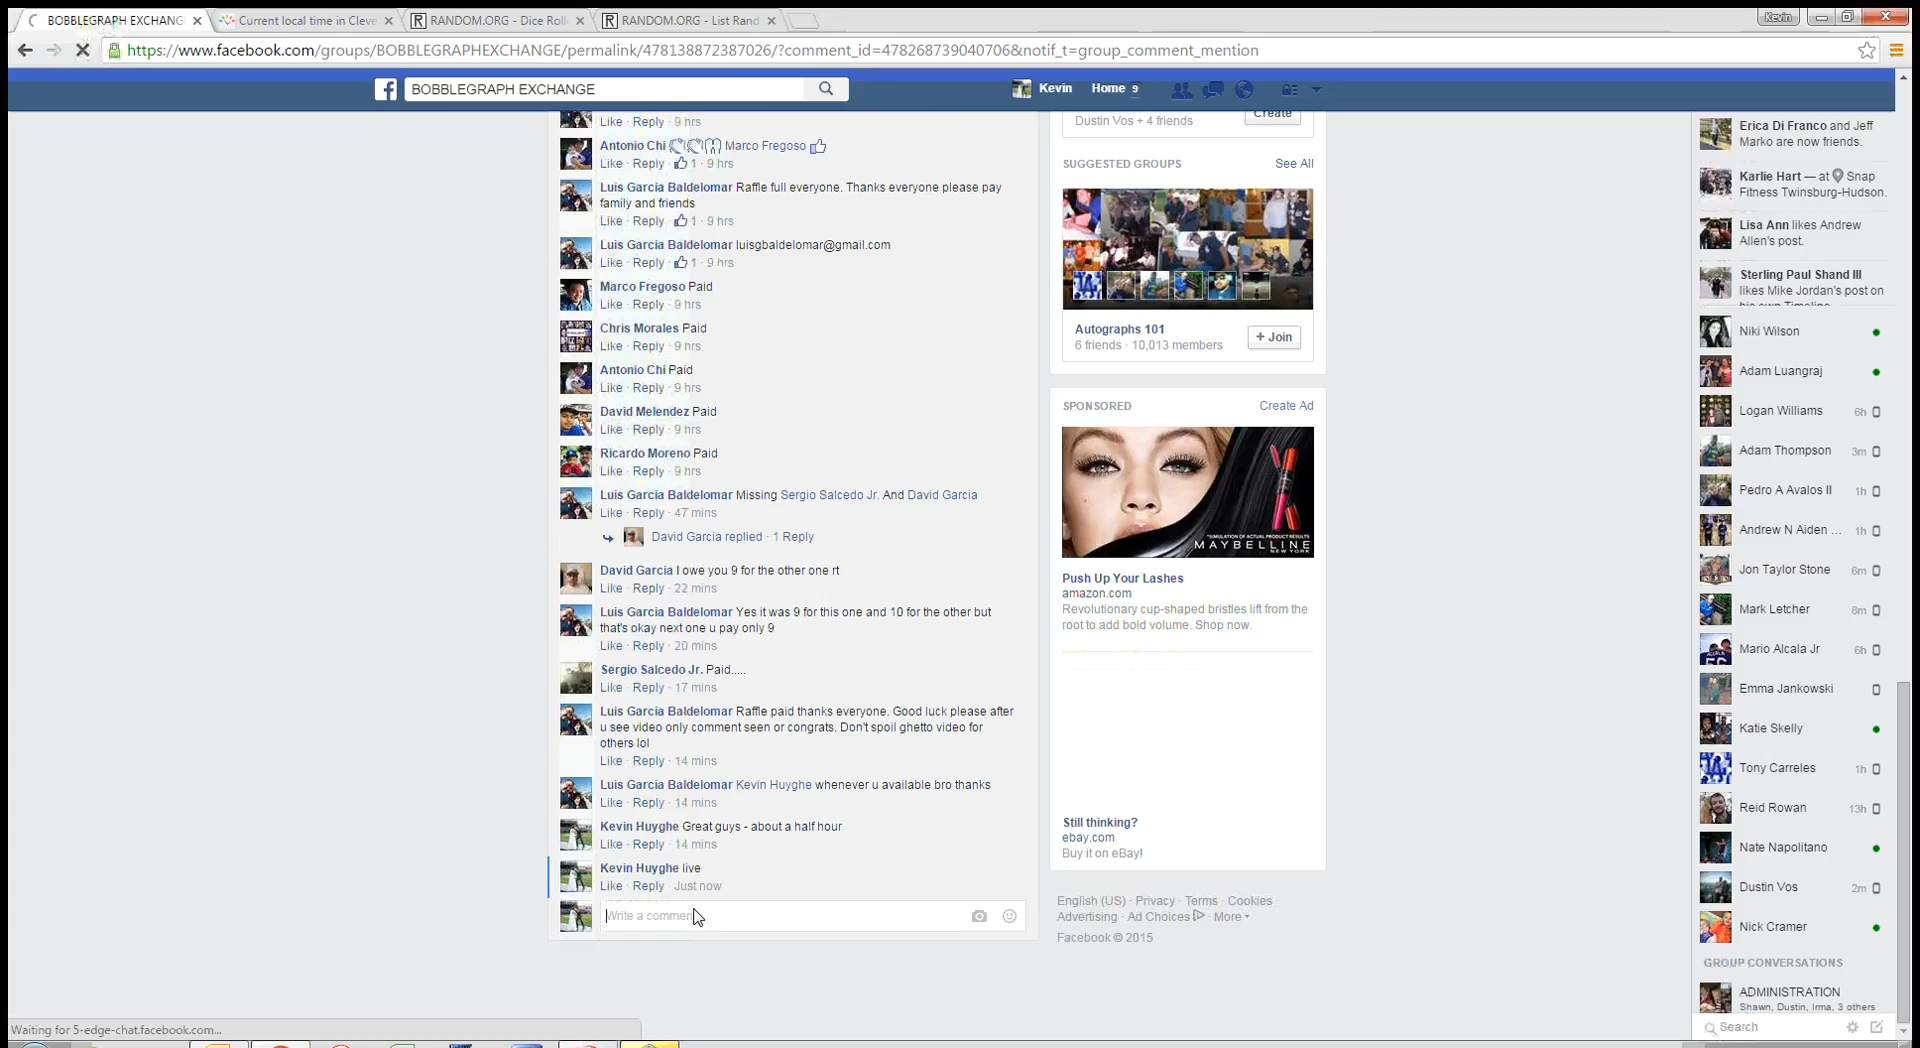 BOBBLEGRAPH EXCHANG
Current local time in Cleve
RANDOM.ORG - Dice Roll
RANDOM.ORG - List Rand
Kevin
https://www.facebook.com/groups/BOBBLEGRAPHEXCHANGE/permalink/478138872387026/?comment_id=478268739040706&notif_t=group_comment_mention
BOBBLEGRAPH EXCHANGE
Kevin Home 9
Like · Reply · 9 hrs
Antonio Chi Marco Fregoso
Like · Reply · 1 · 9 hrs
Luis Garcia Baldelomar Raffle full everyone. Thanks everyone please pay
family and friends
Like · Reply · 1 · 9 hrs
Luis Garcia Baldelomar luisgbaldelomar@gmail.com
Like · Reply · 1 · 9 hrs
Marco Fregoso Paid
Like · Reply · 9 hrs
Chris Morales Paid
Like · Reply · 9 hrs
Antonio Chi Paid
Like · Reply · 9 hrs
David Melendez Paid
Like · Reply · 9 hrs
Ricardo Moreno Paid
Like · Reply · 9 hrs
Luis Garcia Baldelomar Missing Sergio Salcedo Jr. And David Garcia
Like · Reply · 47 mins
David Garcia replied · 1 Reply
David Garcia I owe you 9 for the other one rt
Like · Reply · 22 mins
Luis Garcia Baldelomar Yes it was 9 for this one and 10 for the other but
that's okay next one u pay only 9
Like · Reply · 20 mins
Sergio Salcedo Jr. Paid.....
Like · Reply · 17 mins
Luis Garcia Baldelomar Raffle paid thanks everyone. Good luck please after
u see video only comment seen or congrats. Don't spoil ghetto video for
others lol
Like · Reply · 14 mins
Luis Garcia Baldelomar Kevin Huyghe whenever u available bro thanks
Like · Reply · 14 mins
Kevin Huyghe Great guys - about a half hour
Like · Reply · 14 mins
Kevin Huyghe live
Like · Reply · Just now
Write a comment
Waiting for 5-edge-chat.facebook.com...
Dustin Vos + 4 friends
Create
SUGGESTED GROUPS See All
Autographs 101
6 friends · 10,013 members
+ Join
SPONSORED Create Ad
*SIMULATION OF ACTUAL PRODUCT RESULTS
MAYBELLINE
NEW YORK
Push Up Your Lashes
amazon.com
Revolutionary cup-shaped bristles lift from the
root to add bold volume. Shop now.
Still thinking?
ebay.com
Buy it on eBay!
English (US) · Privacy · Terms · Cookies ·
Advertising · Ad Choices · More
Facebook © 2015
Erica Di Franco and Jeff
Marko are now friends.
Karlie Hart — at Snap
Fitness Twinsburg-Hudson.
Lisa Ann likes Andrew
Allen's post.
Sterling Paul Shand III
likes Mike Jordan's post on
his own Timeline
Niki Wilson
Adam Luangraj
Logan Williams 6h
Adam Thompson 3m
Pedro A Avalos II 1h
Andrew N Aiden ... 1h
Jon Taylor Stone 6m
Mark Letcher 8m
Mario Alcala Jr 6h
Emma Jankowski
Katie Skelly
Tony Carreles 1h
Reid Rowan 13h
Nate Napolitano
Dustin Vos 2m
Nick Cramer
GROUP CONVERSATIONS
ADMINISTRATION
Shawn, Dustin, Irma, 3 others
Search